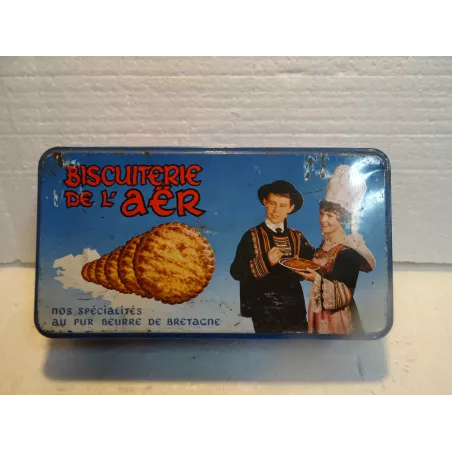 BISCUITERIE
DE L' AËR
NOS SPÉCIALITÉS
AU PUR BEURRE DE BRETAGNE